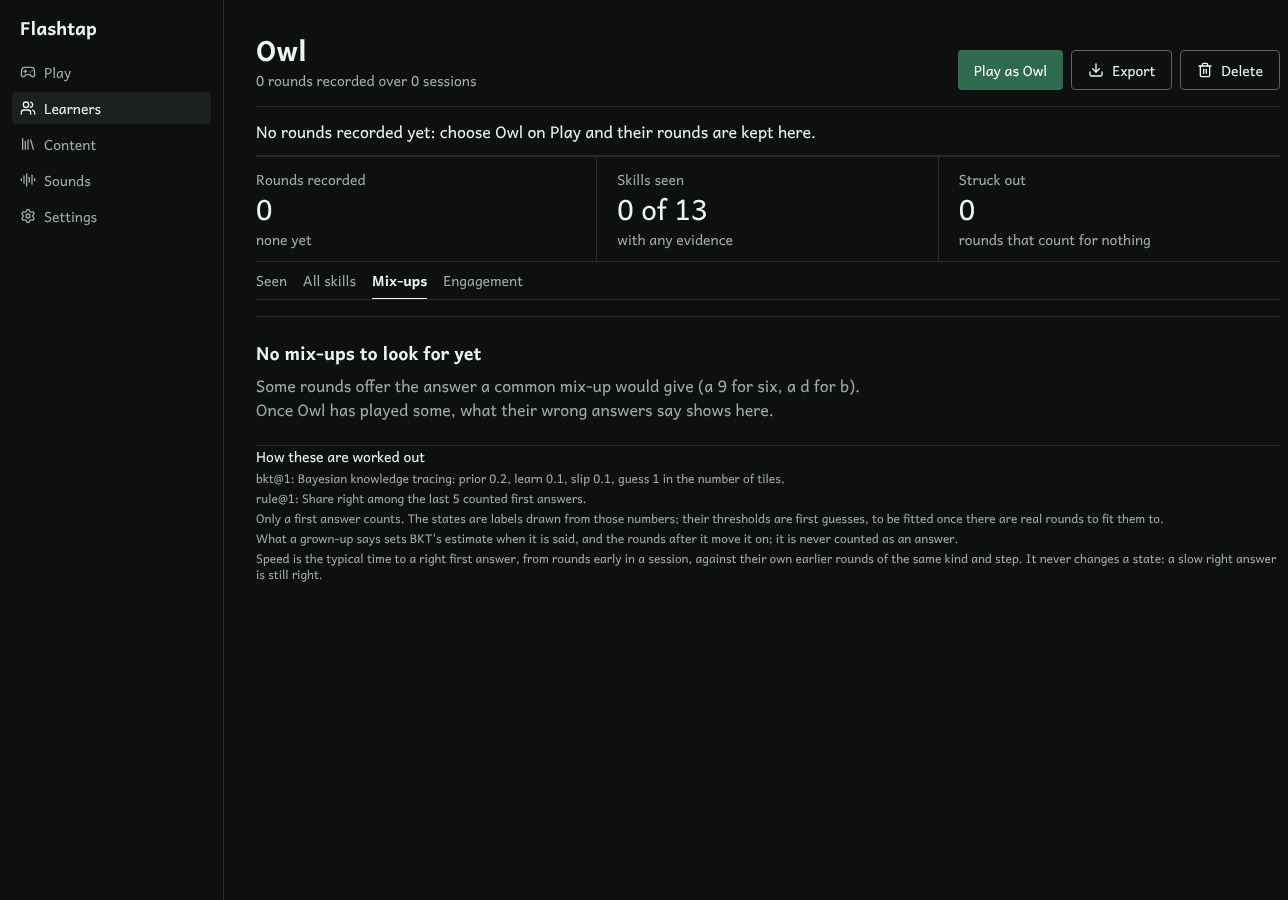 Flashtap
Play
Learners
Content
Sounds
Settings
Owl
0 rounds recorded over 0 sessions
Play as Owl
Export
Delete
No rounds recorded yet: choose Owl on Play and their rounds are kept here.
Rounds recorded
0
none yet
Skills seen
0 of 13
with any evidence
Struck out
0
rounds that count for nothing
Seen
All skills
Mix-ups
Engagement
No mix-ups to look for yet
Some rounds offer the answer a common mix-up would give (a 9 for six, a d for b).
Once Owl has played some, what their wrong answers say shows here.
How these are worked out
bkt@1: Bayesian knowledge tracing: prior 0.2, learn 0.1, slip 0.1, guess 1 in the number of tiles.
rule@1: Share right among the last 5 counted first answers.
Only a first answer counts. The states are labels drawn from those numbers; their thresholds are first guesses, to be fitted once there are real rounds to fit them to.
What a grown-up says sets BKT's estimate when it is said, and the rounds after it move it on; it is never counted as an answer.
Speed is the typical time to a right first answer, from rounds early in a session, against their own earlier rounds of the same kind and step. It never changes a state: a slow right answer
is still right.